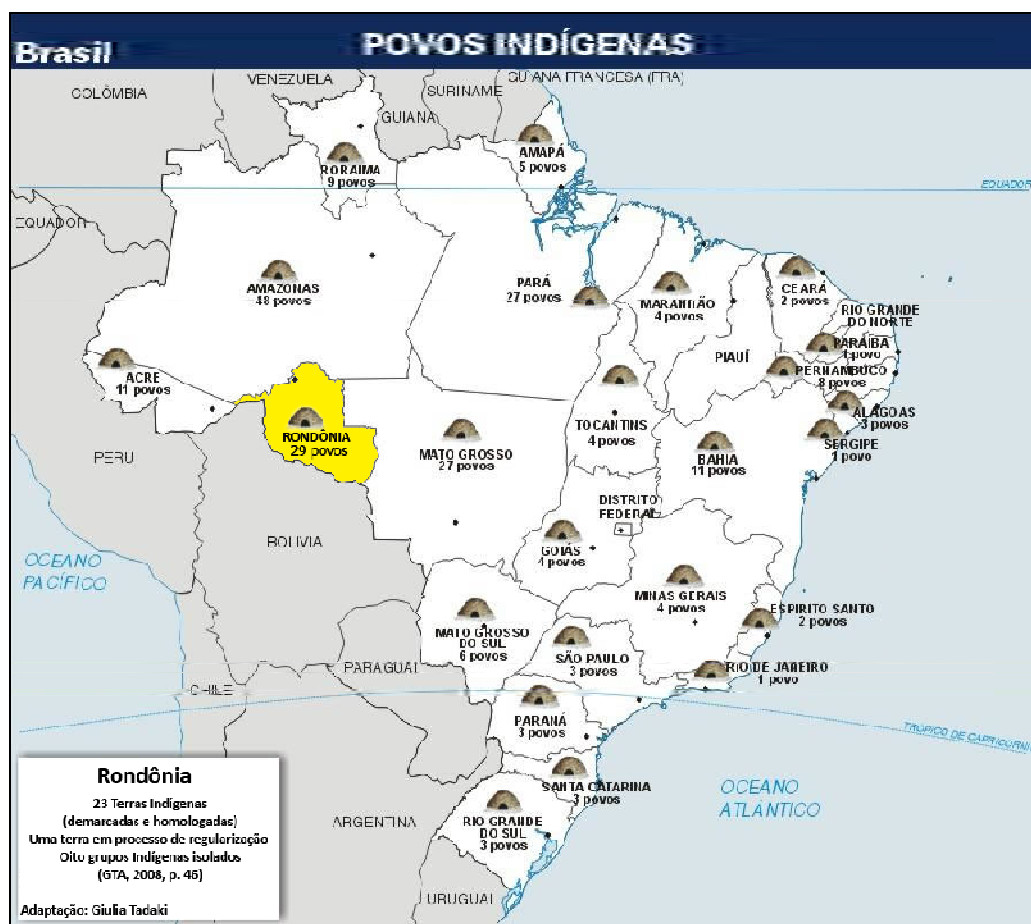 Brasil
POVOS INDÍGENAS
COLÔMBIA
VENEZUELA
GUIANA
SURINAME
GUIANA FRANCESA (FRA)
AMAPÁ
5 povos
RORAIMA
9 povos
EQUADOR
EQUADOR
AMAZONAS
48 povos
PARÁ
27 povos
MARANHÃO
4 povos
CEARÁ
2 povos
RIO GRANDE
DO NORTE
PARAÍBA
1 povo
PIAUÍ
PERNAMBUCO
8 povos
ACRE
11 povos
ALAGOAS
3 povos
SERGIPE
1 povo
RONDÔNIA
29 povos
MATO GROSSO
27 povos
TOCANTINS
4 povos
BAHIA
11 povos
PERU
DISTRITO
FEDERAL
BOLIVIA
GOIÁS
4 povos
OCEANO
PACÍFICO
MINAS GERAIS
4 povos
ESPIRITO SANTO
2 povos
MATO GROSSO
DO SUL
6 povos
SÃO PAULO
3 povos
RIO DE JANEIRO
1 povo
PARAGUAI
CHILE
PARANÁ
3 povos
TRÓPICO DE CAPRICORNI
SANTA CATARINA
3 povos
OCEANO
ATLÂNTICO
ARGENTINA
RIO GRANDE
DO SUL
3 povos
URUGUAI
Rondônia
23 Terras Indígenas
(demarcadas e homologadas)
Uma terra em processo de regularização
Oito grupos Indígenas isolados
(GTA, 2008, p. 46)
Adaptação: Giulia Tadaki